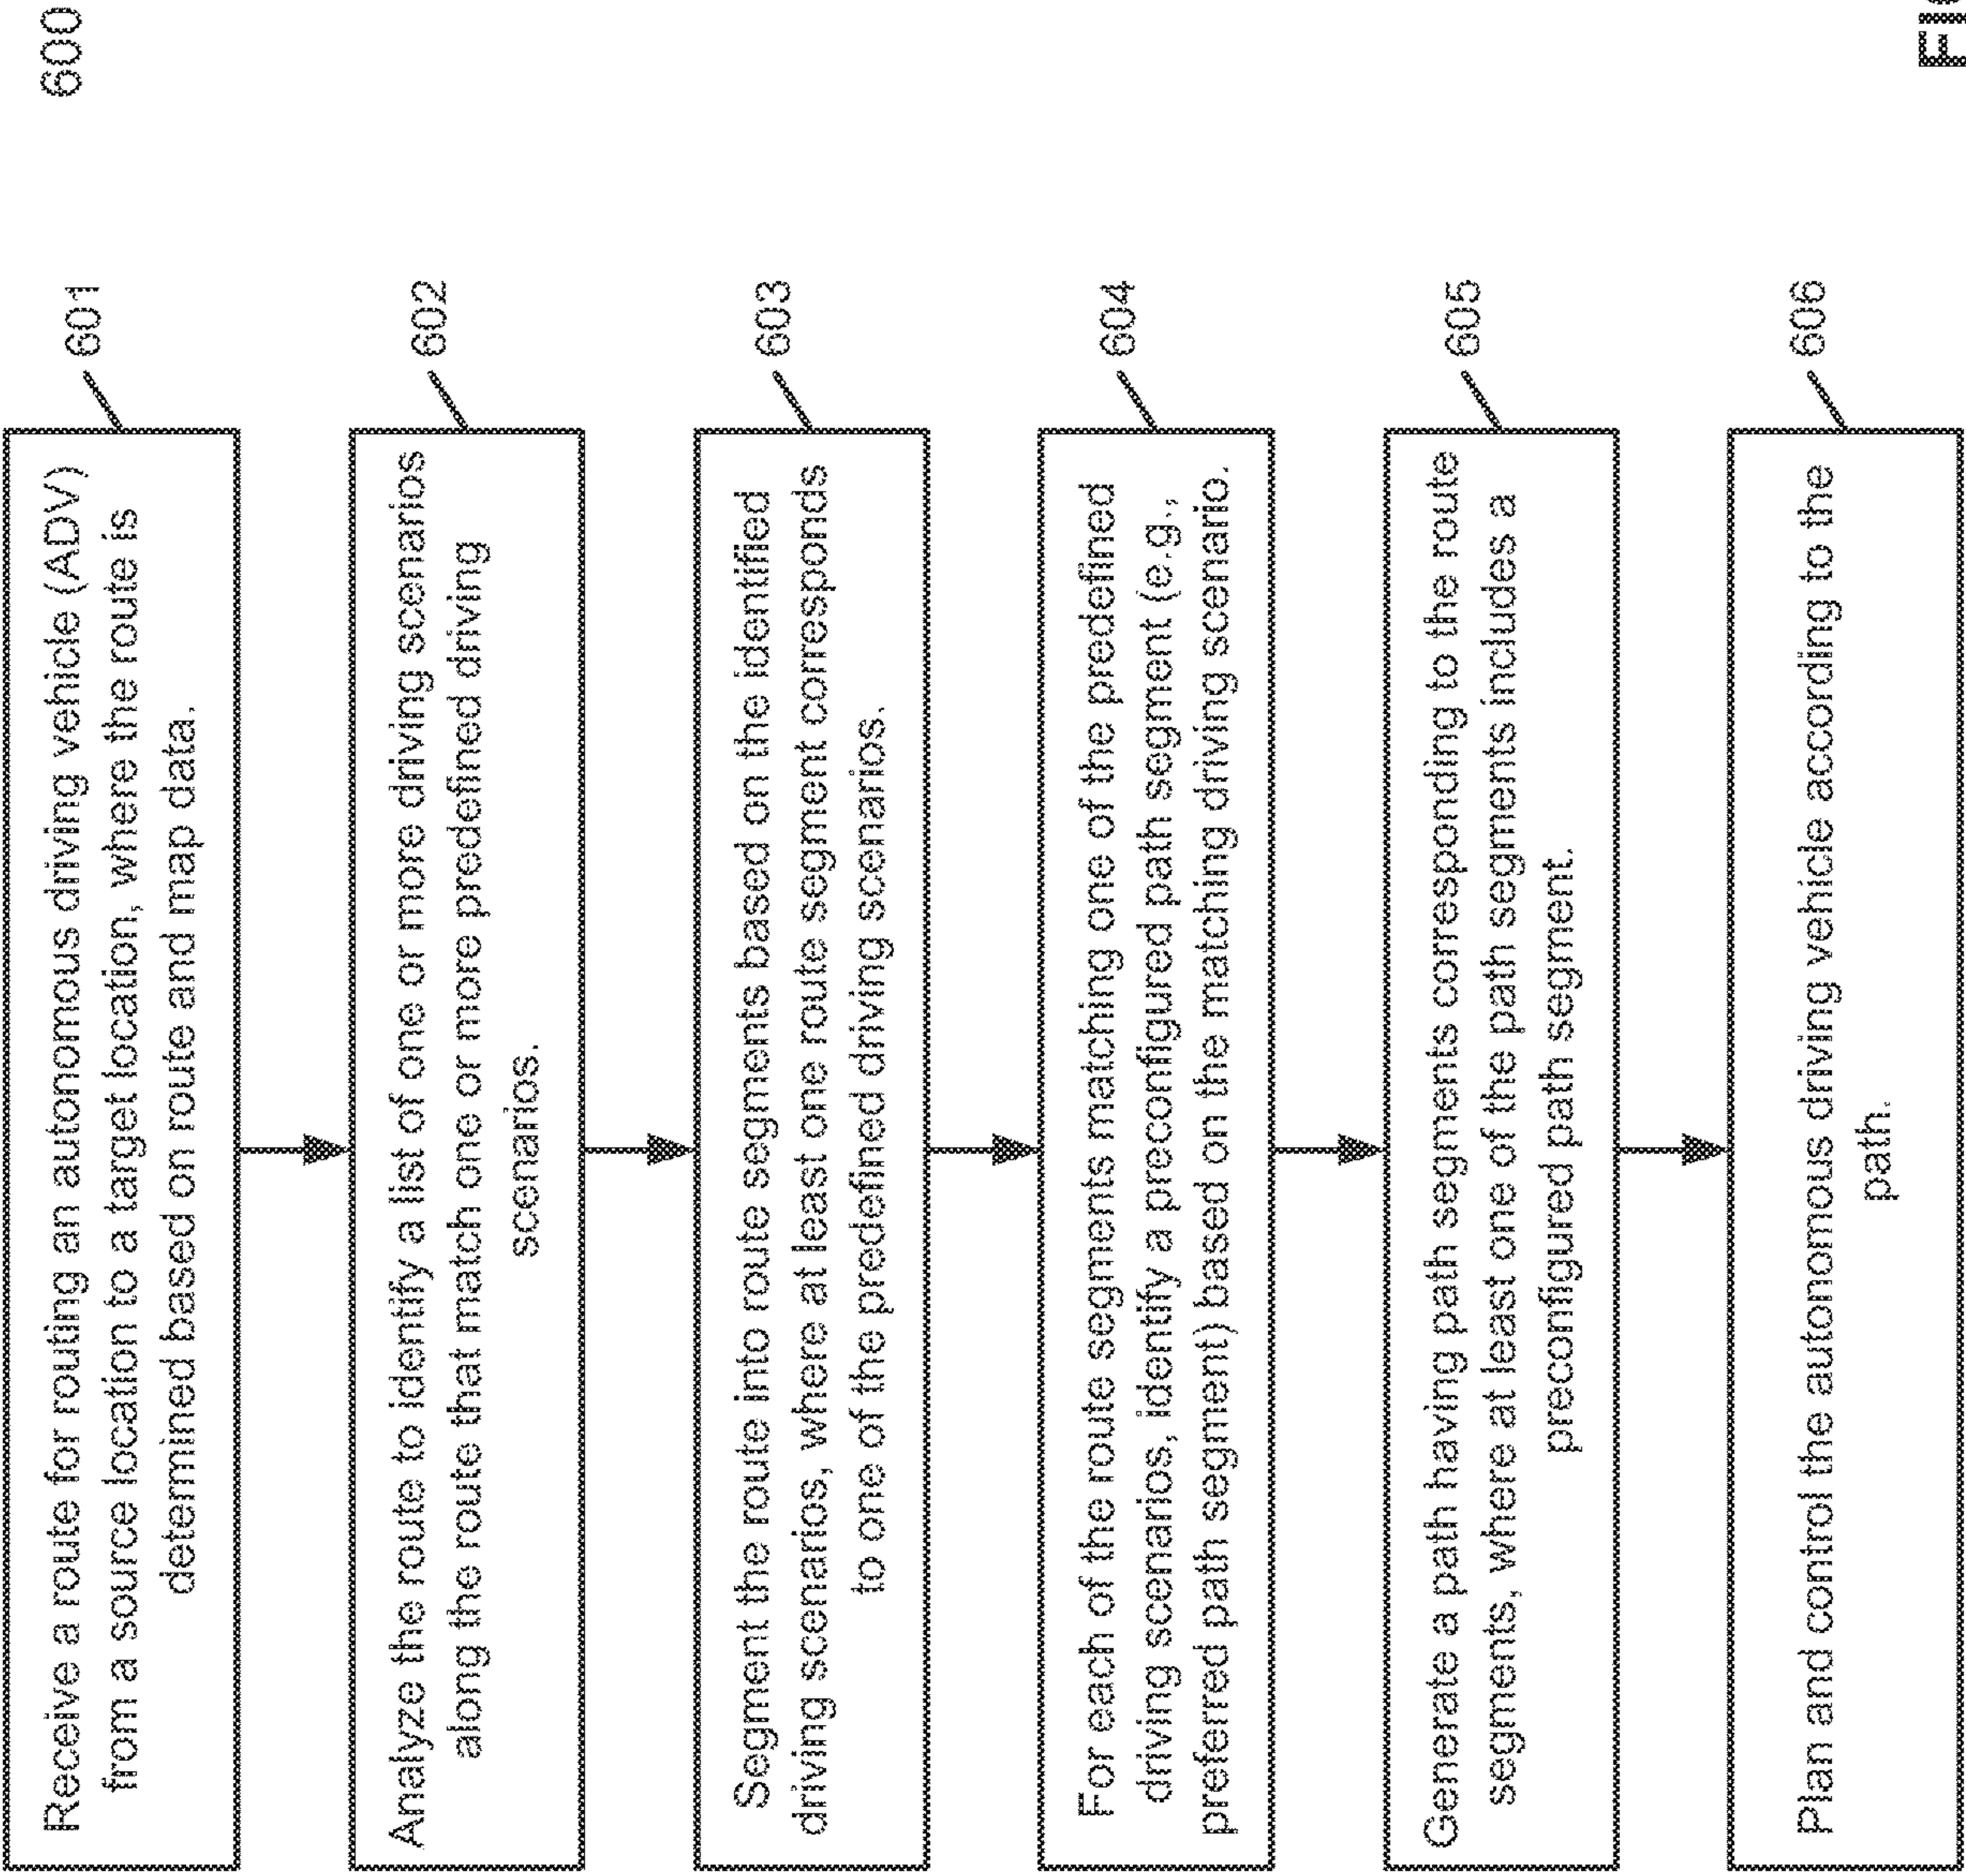 600
Receive a route for routing an autonomous driving vehicle (ADV)
from a source location to a target location, where the route is
determined based on route and map data.
601
Analyze the route to identify a list of one or more driving scenarios
along the route that match one or more predefined driving
scenarios.
602
Segment the route into route segments based on the identified
driving scenarios, where at least one route segment corresponds
to one of the predefined driving scenarios.
603
For each of the route segments matching one of the predefined
driving scenarios, identify a preconfigured path segment (e.g.,
preferred path segment) based on the matching driving scenario.
604
Generate a path having path segments corresponding to the route
segments, where at least one of the path segments includes a
preconfigured path segment.
605
Plan and control the autonomous driving vehicle according to the
path.
606